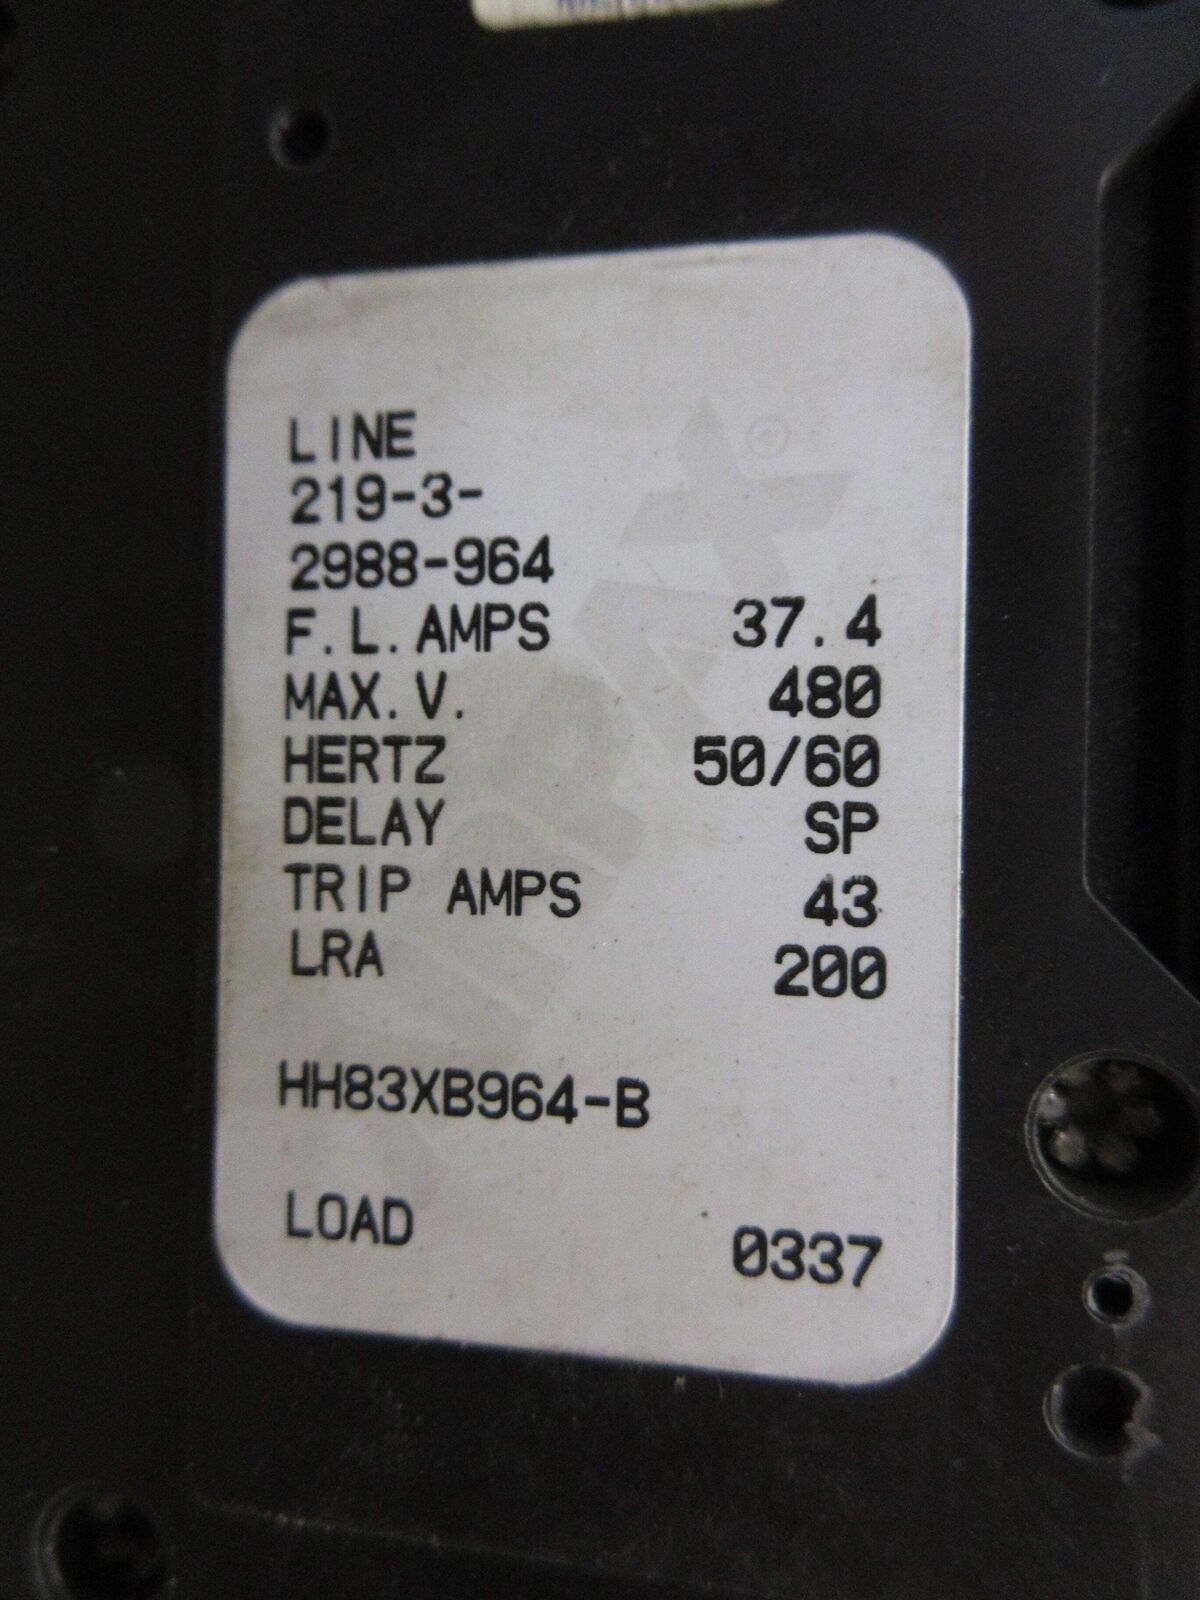 LINE
219-3-
2988-964
F.L.AMPS 37.4
MAX.V. 480
HERTZ 50/60
DELAY SP
TRIP AMPS 43
LRA 200
HH83XB964-B
LOAD 0337